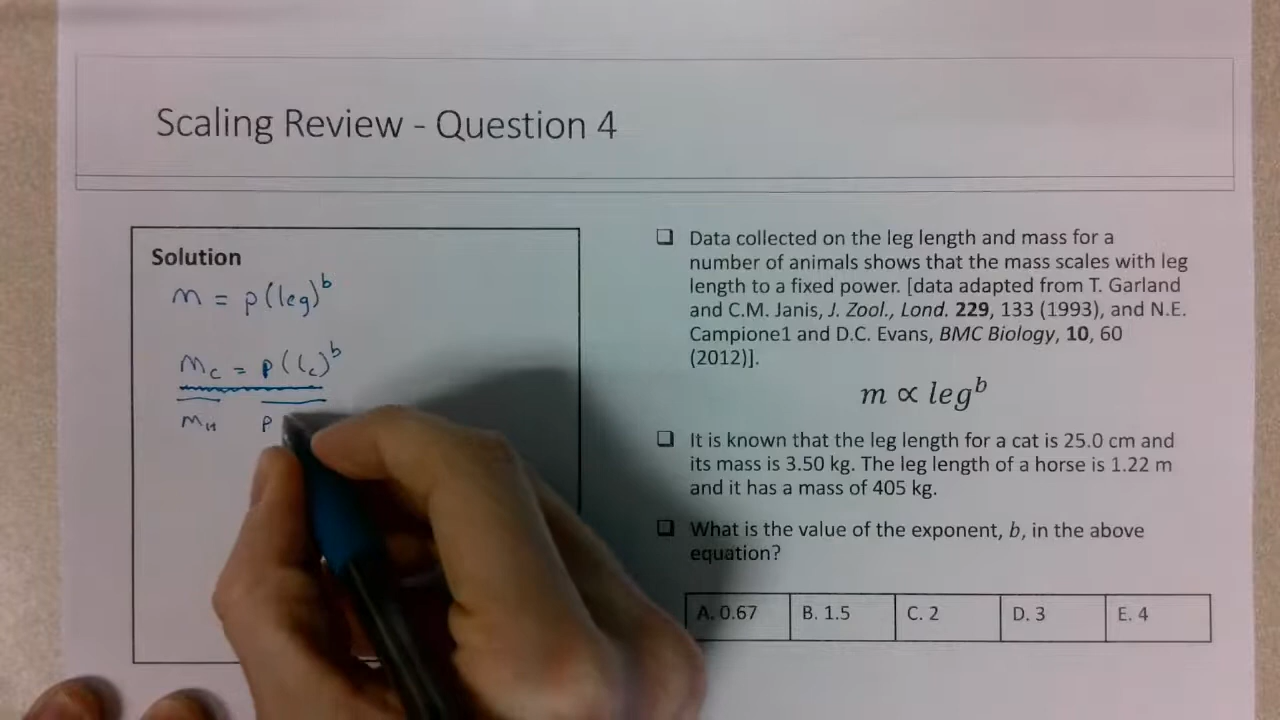 Scaling Review - Question 4
Solution
m = p(leg)^b
m_c = p(l_c)^b
m_H p
Data collected on the leg length and mass for a
number of animals shows that the mass scales with leg
length to a fixed power. [data adapted from T. Garland
and C.M. Janis, J. Zool., Lond. 229, 133 (1993), and N.E.
Campione1 and D.C. Evans, BMC Biology, 10, 60
(2012)].
m ∝ leg^b
It is known that the leg length for a cat is 25.0 cm and
its mass is 3.50 kg. The leg length of a horse is 1.22 m
and it has a mass of 405 kg.
What is the value of the exponent, b, in the above
equation?
A. 0.67 B. 1.5 C. 2 D. 3 E. 4